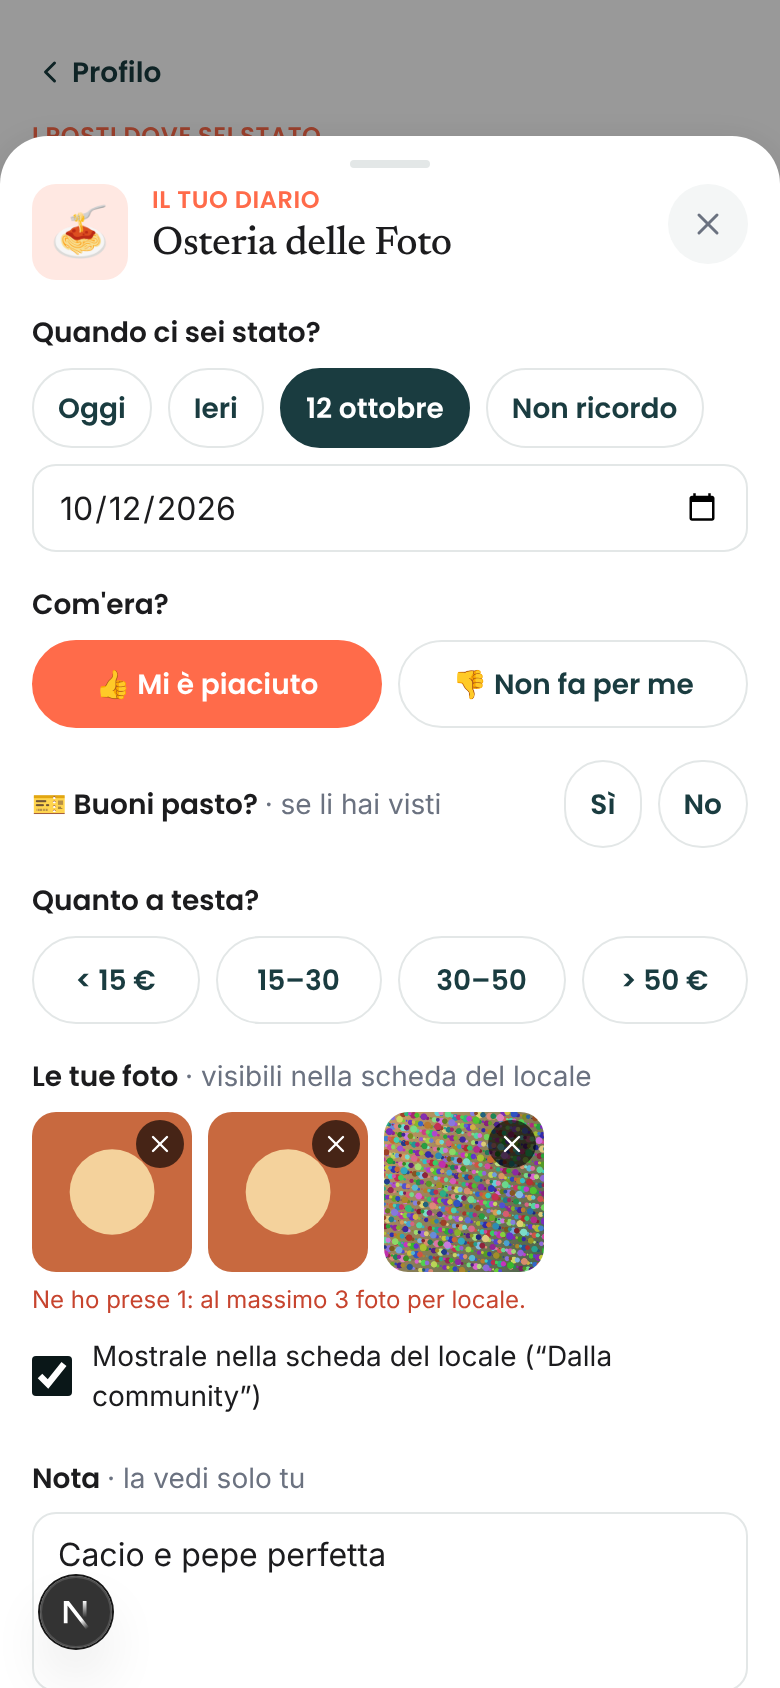 Profilo
I POSTI DOVE SEI STATO
IL TUO DIARIO
Osteria delle Foto
Quando ci sei stato?
Oggi
Ieri
12 ottobre
Non ricordo
10/12/2026
Com'era?
👍 Mi è piaciuto
👎 Non fa per me
🎫 Buoni pasto? · se li hai visti
Sì
No
Quanto a testa?
< 15 €
15–30
30–50
> 50 €
Le tue foto · visibili nella scheda del locale
Ne ho prese 1: al massimo 3 foto per locale.
Mostrale nella scheda del locale (“Dalla
community”)
Nota · la vedi solo tu
Cacio e pepe perfetta
N